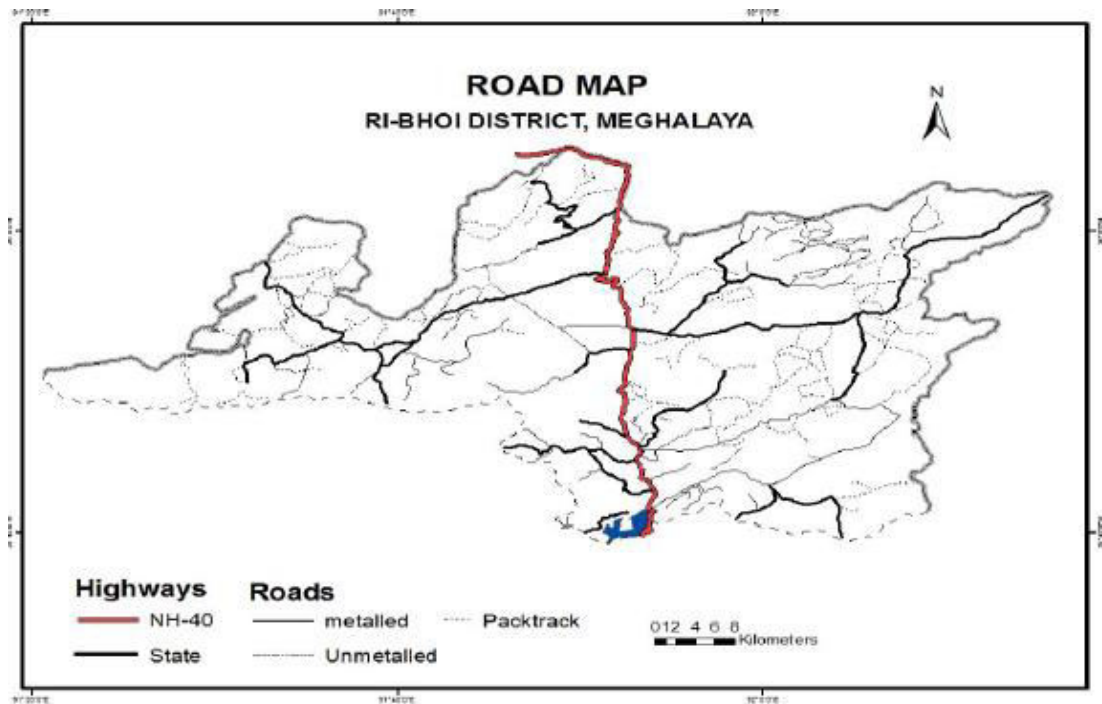 ROAD MAP
RI-BHOI DISTRICT, MEGHALAYA
N
Highways
NH-40
State
Roads
metalled
Unmetalled
Packtrack
0 1 2 4 6 8
Kilometers